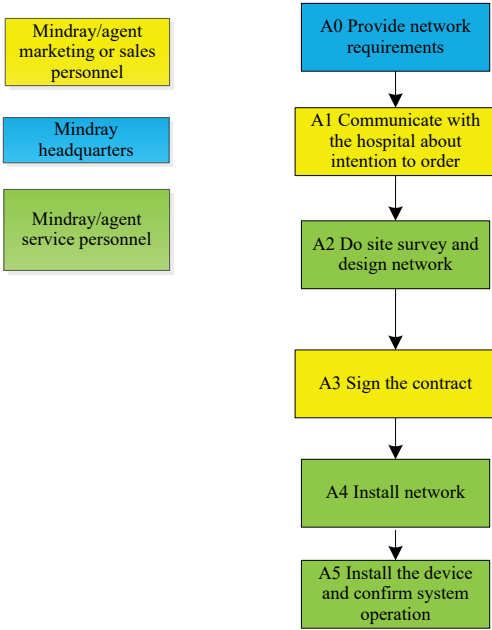 Mindray/agent
marketing or sales
personnel
Mindray
headquarters
Mindray/agent
service personnel
A0 Provide network
requirements
A1 Communicate with
the hospital about
intention to order
A2 Do site survey and
design network
A3 Sign the contract
A4 Install network
A5 Install the device
and confirm system
operation